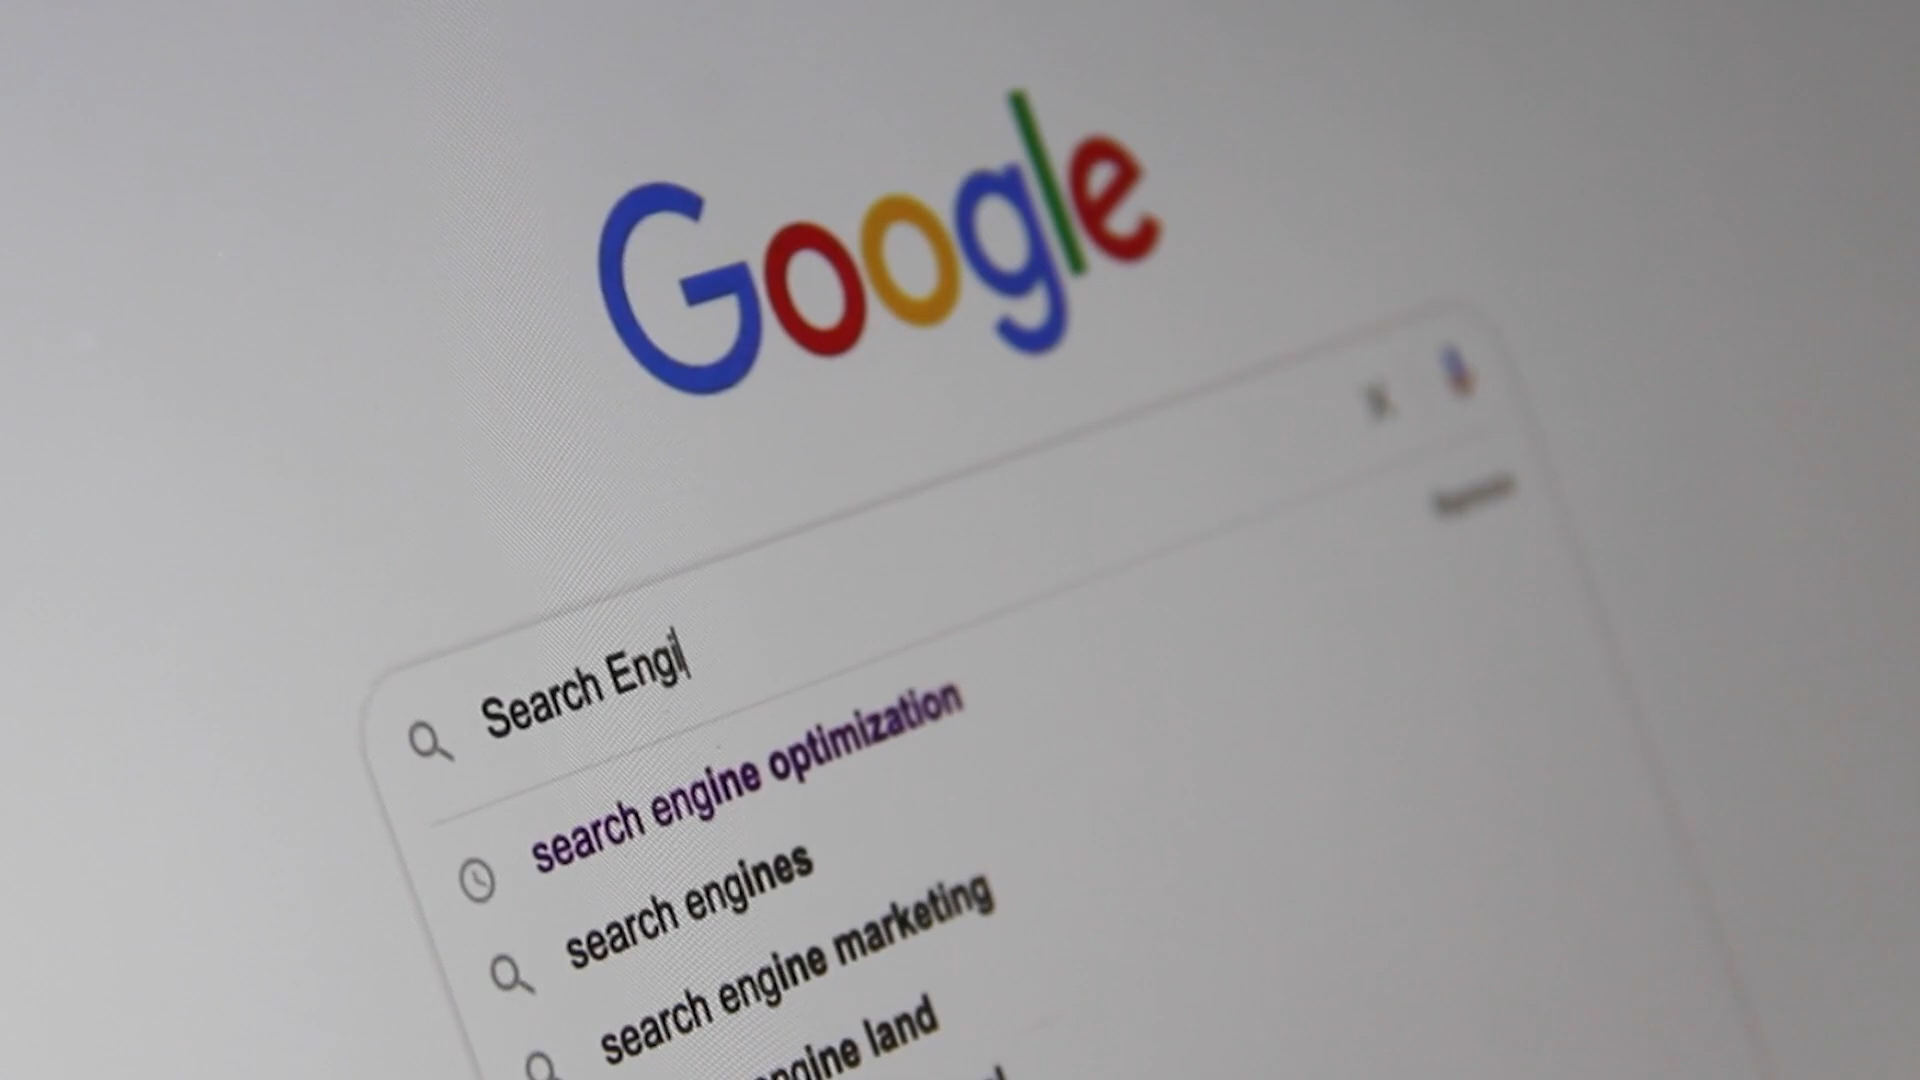 Google
Search Engi
search engine optimization
search engines
search engine marketing
engine land